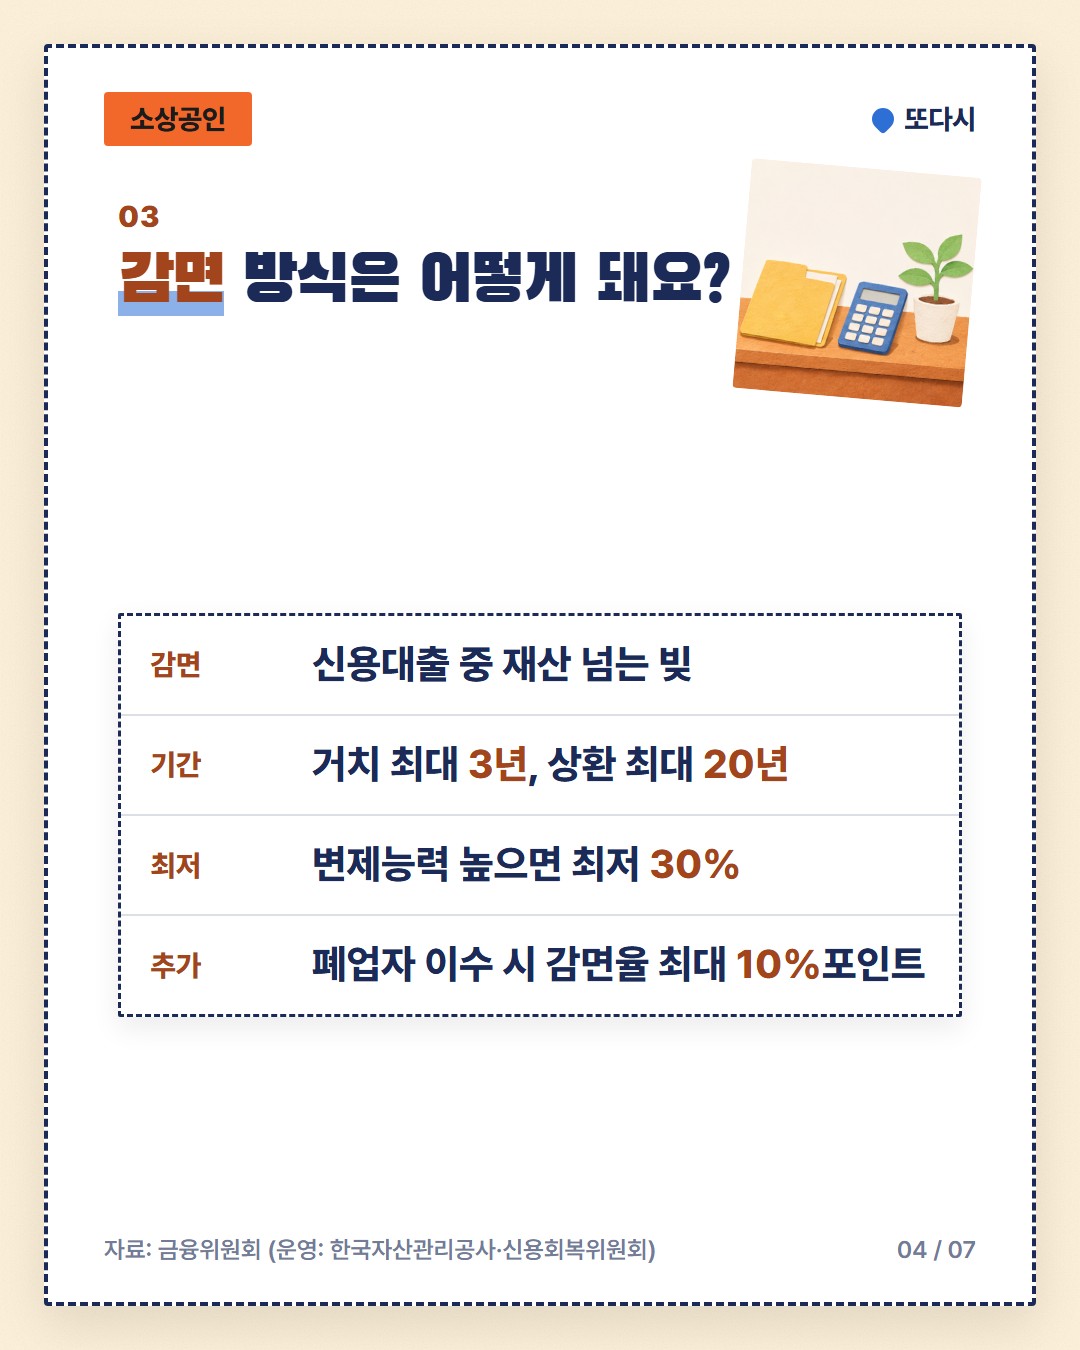 소상공인
또다시
03
감면 방식은 어떻게 돼요?
감면 신용대출 중 재산 넘는 빚
기간 거치 최대 3년, 상환 최대 20년
최저 변제능력 높으면 최저 30%
추가 폐업자 이수 시 감면율 최대 10%포인트
자료: 금융위원회 (운영: 한국자산관리공사·신용회복위원회)
04 / 07